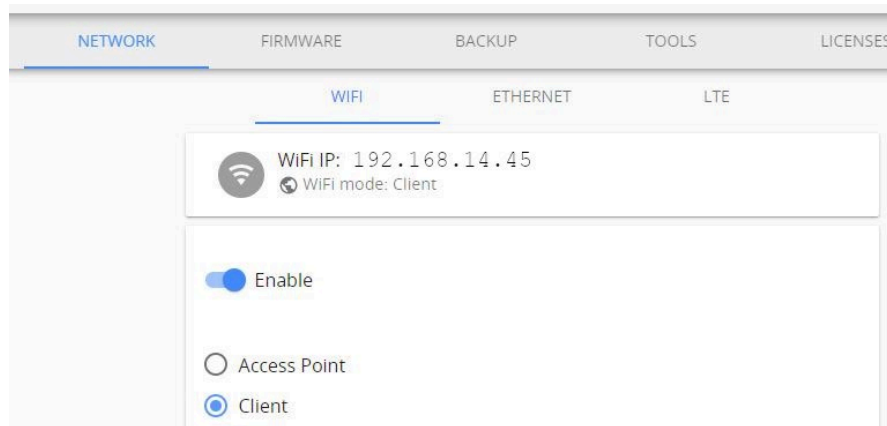 NETWORK FIRMWARE BACKUP TOOLS LICENSES
WIFI ETHERNET LTE
WiFi IP: 192.168.14.45
WiFi mode: Client
Enable
Access Point
Client